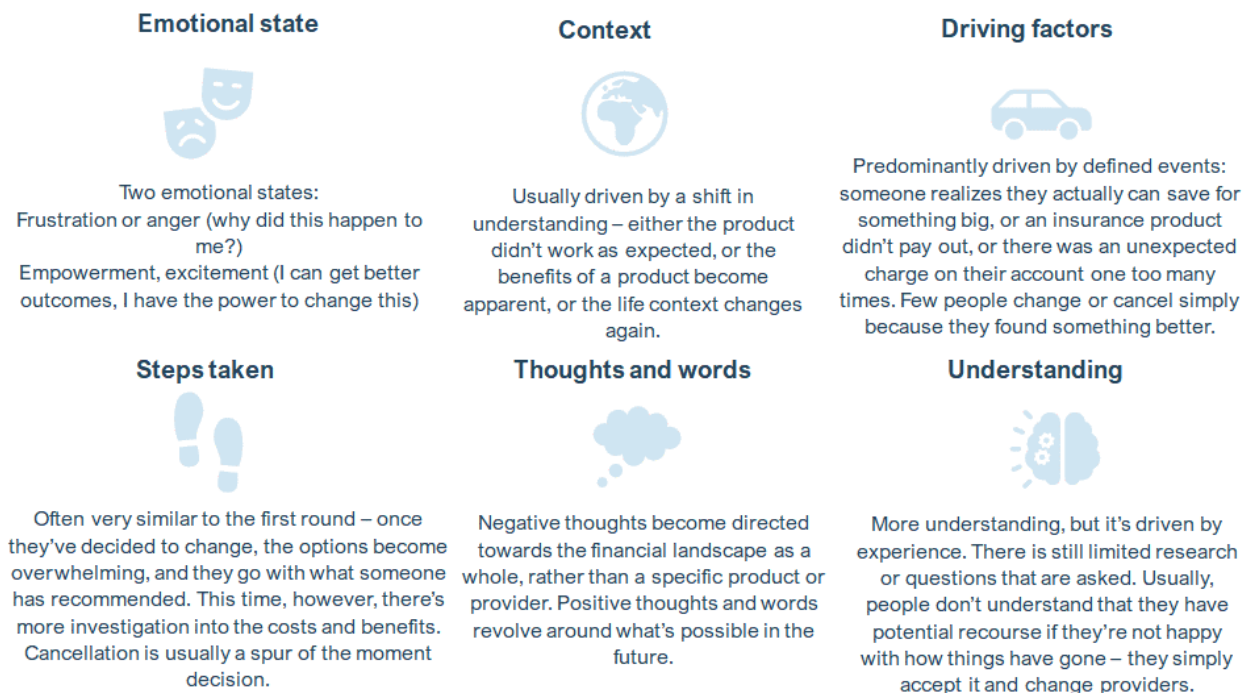 Emotional state
Two emotional states:
Frustration or anger (why did this happen to
me?)
Empowerment, excitement (I can get better
outcomes, I have the power to change this)
Context
Usually driven by a shift in
understanding – either the product
didn't work as expected, or the
benefits of a product become
apparent, or the life context changes
again.
Driving factors
Predominantly driven by defined events:
someone realizes they actually can save for
something big, or an insurance product
didn't pay out, or there was an unexpected
charge on their account one too many
times. Few people change or cancel simply
because they found something better.
Steps taken
Often very similar to the first round – once
they've decided to change, the options become
overwhelming, and they go with what someone
has recommended. This time, however, there's
more investigation into the costs and benefits.
Cancellation is usually a spur of the moment
decision.
Thoughts and words
Negative thoughts become directed
towards the financial landscape as a
whole, rather than a specific product or
provider. Positive thoughts and words
revolve around what's possible in the
future.
Understanding
More understanding, but it's driven by
experience. There is still limited research
or questions that are asked. Usually,
people don't understand that they have
potential recourse if they're not happy
with how things have gone – they simply
accept it and change providers.